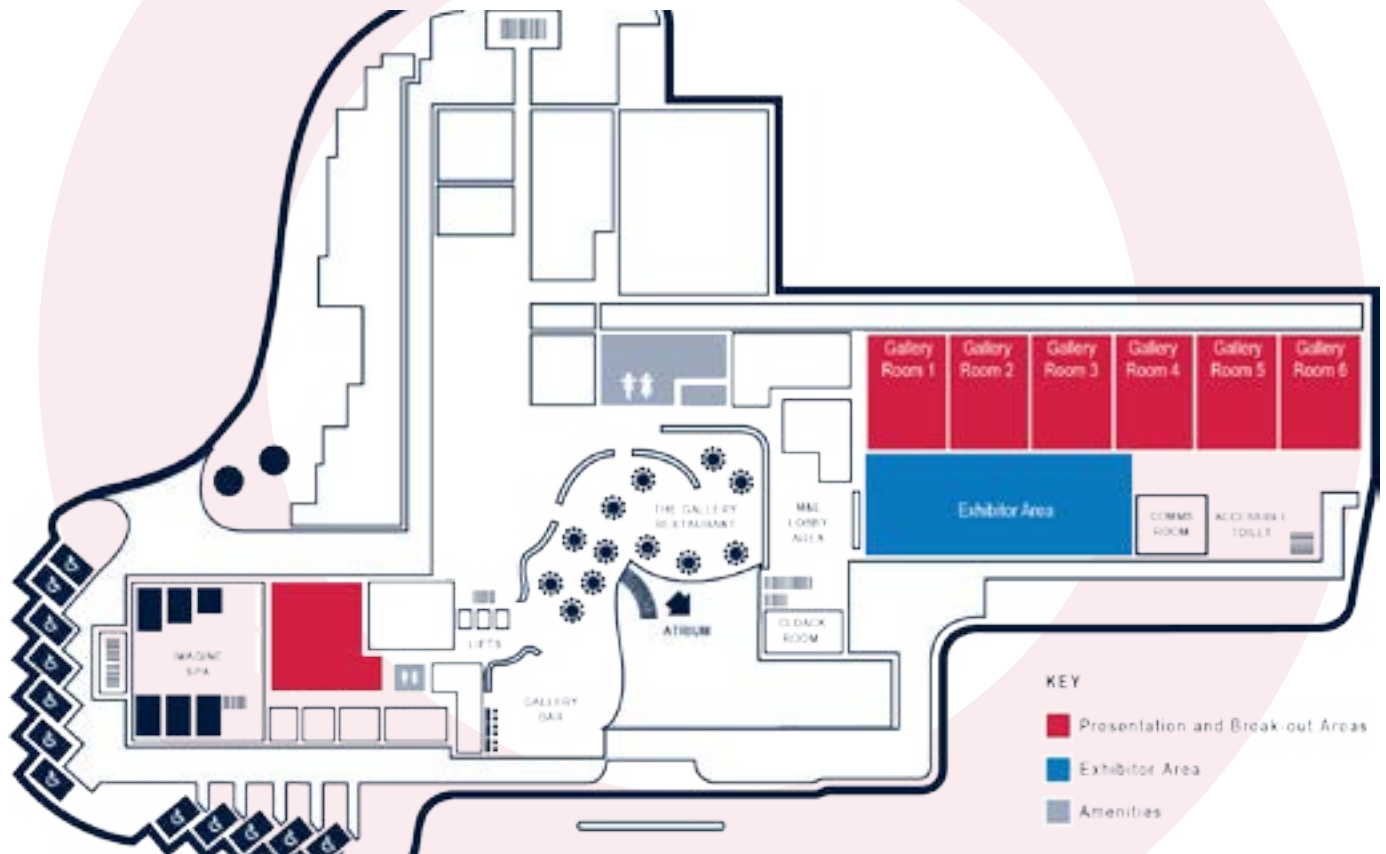 Gallery
Room 1
Gallery
Room 2
Gallery
Room 3
Gallery
Room 4
Gallery
Room 5
Gallery
Room 6
Exhibitor Area
THE GALLERY
RESTAURANT
M&E
LOBBY
AREA
COMMS
ROOM
ACCESSIBLE
TOILET
CLOACK
ROOM
ATRIUM
LIFTS
IMAGINE
SPA
GALLERY
BAR
KEY
Presentation and Break-out Areas
Exhibitor Area
Amenities